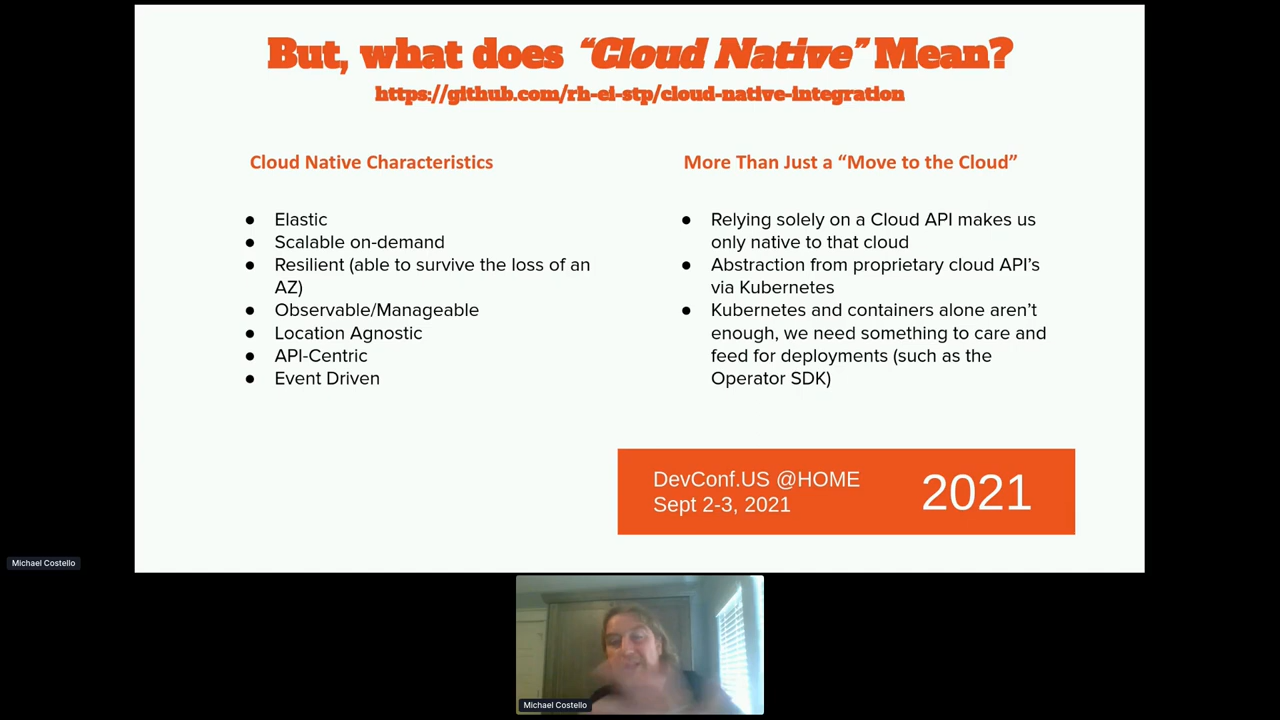 But, what does “Cloud Native” Mean?
https://github.com/rh-ei-stp/cloud-native-integration
Cloud Native Characteristics
● Elastic
● Scalable on-demand
● Resilient (able to survive the loss of an
AZ)
● Observable/Manageable
● Location Agnostic
● API-Centric
● Event Driven
More Than Just a “Move to the Cloud”
● Relying solely on a Cloud API makes us
only native to that cloud
● Abstraction from proprietary cloud API’s
via Kubernetes
● Kubernetes and containers alone aren’t
enough, we need something to care and
feed for deployments (such as the
Operator SDK)
DevConf.US @HOME
Sept 2-3, 2021
2021
Michael Costello
Michael Costello